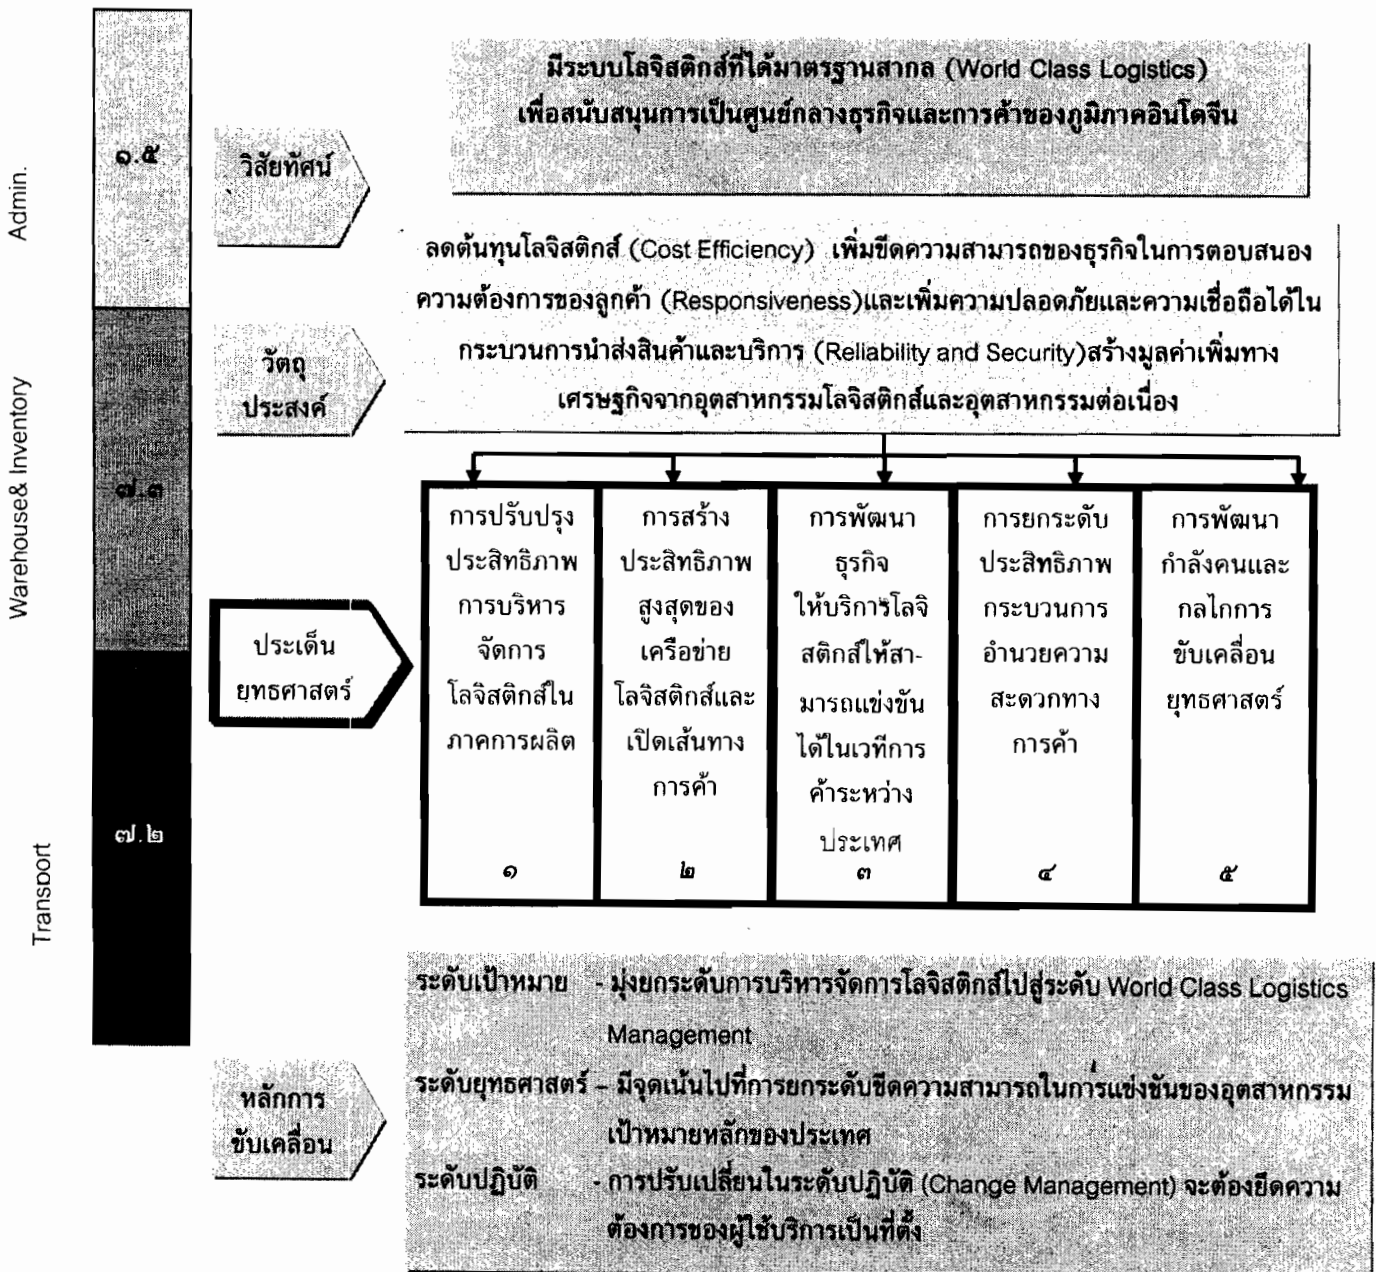 Admin.
Warehouse& Inventory
Transport
๑.๕
๗.๓
๗.๒
วิสัยทัศน์
มีระบบโลจิสติกส์ที่ได้มาตรฐานสากล (World Class Logistics)
เพื่อสนับสนุนการเป็นศูนย์กลางธุรกิจและการค้าของภูมิภาคอินโดจีน
วัตถุ
ประสงค์
ลดต้นทุนโลจิสติกส์ (Cost Efficiency) เพิ่มขีดความสามารถของธุรกิจในการตอบสนอง
ความต้องการของลูกค้า (Responsiveness)และเพิ่มความปลอดภัยและความเชื่อถือได้ใน
กระบวนการนำส่งสินค้าและบริการ (Reliability and Security)สร้างมูลค่าเพิ่มทาง
เศรษฐกิจจากอุตสาหกรรมโลจิสติกส์และอุตสาหกรรมต่อเนื่อง
ประเด็น
ยุทธศาสตร์
การปรับปรุง
ประสิทธิภาพ
การบริหาร
จัดการ
โลจิสติกส์ใน
ภาคการผลิต
๑
การสร้าง
ประสิทธิภาพ
สูงสุดของ
เครือข่าย
โลจิสติกส์และ
เปิดเส้นทาง
การค้า
๒
การพัฒนา
ธุรกิจ
ให้บริการโลจิ
สติกส์ให้สา-
มารถแข่งขัน
ได้ในเวทีการ
ค้าระหว่าง
ประเทศ
๓
การยกระดับ
ประสิทธิภาพ
กระบวนการ
อำนวยความ
สะดวกทาง
การค้า
๔
การพัฒนา
กำลังคนและ
กลไกการ
ขับเคลื่อน
ยุทธศาสตร์
๕
หลักการ
ขับเคลื่อน
ระดับเป้าหมาย - มุ่งยกระดับการบริหารจัดการโลจิสติกส์ไปสู่ระดับ World Class Logistics
Management
ระดับยุทธศาสตร์ – มีจุดเน้นไปที่การยกระดับขีดความสามารถในการแข่งขันของอุตสาหกรรม
เป้าหมายหลักของประเทศ
ระดับปฏิบัติ - การปรับเปลี่ยนในระดับปฏิบัติ (Change Management) จะต้องยึดความ
ต้องการของผู้ใช้บริการเป็นที่ตั้ง